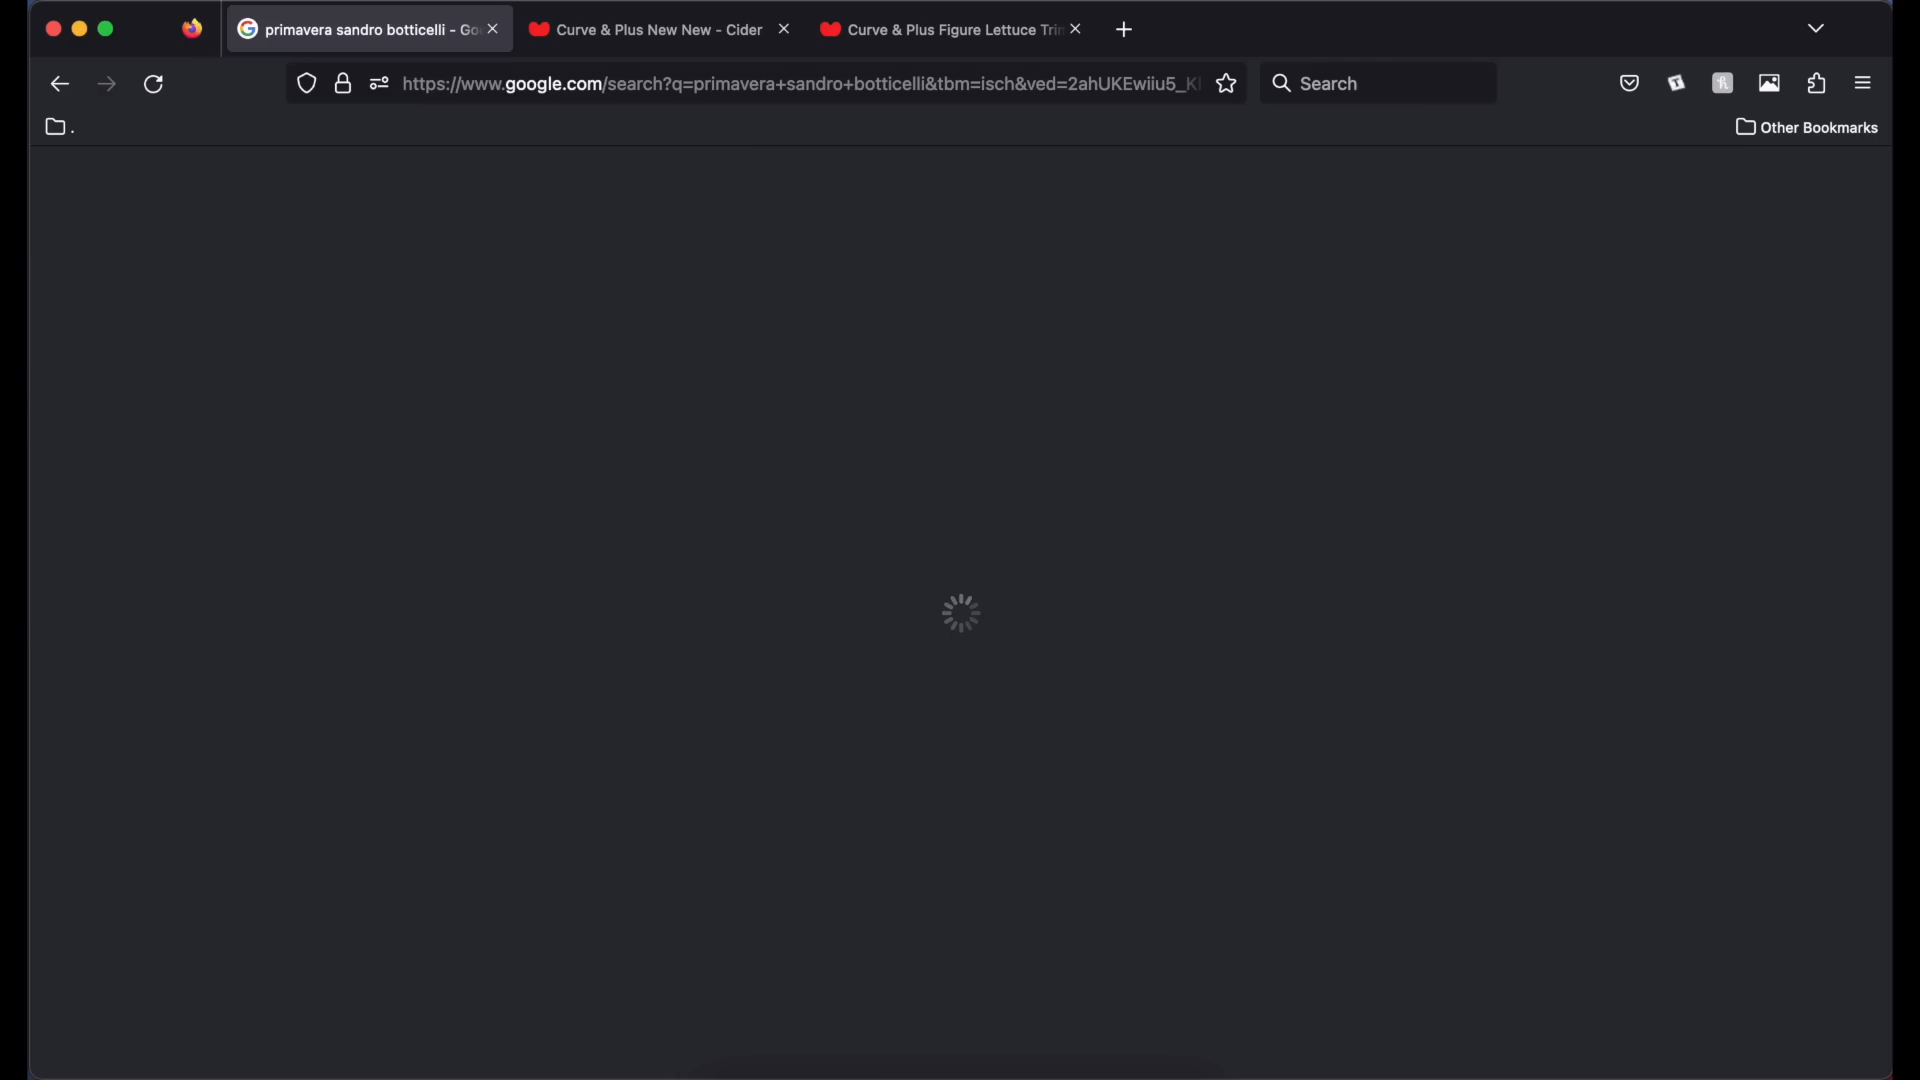 primavera sandro botticelli - Go
Curve & Plus New New - Cider
Curve & Plus Figure Lettuce Trin
https://www.google.com/search?q=primavera+sandro+botticelli&tbm=isch&ved=2ahUKEwiiu5_K
Search
.
Other Bookmarks